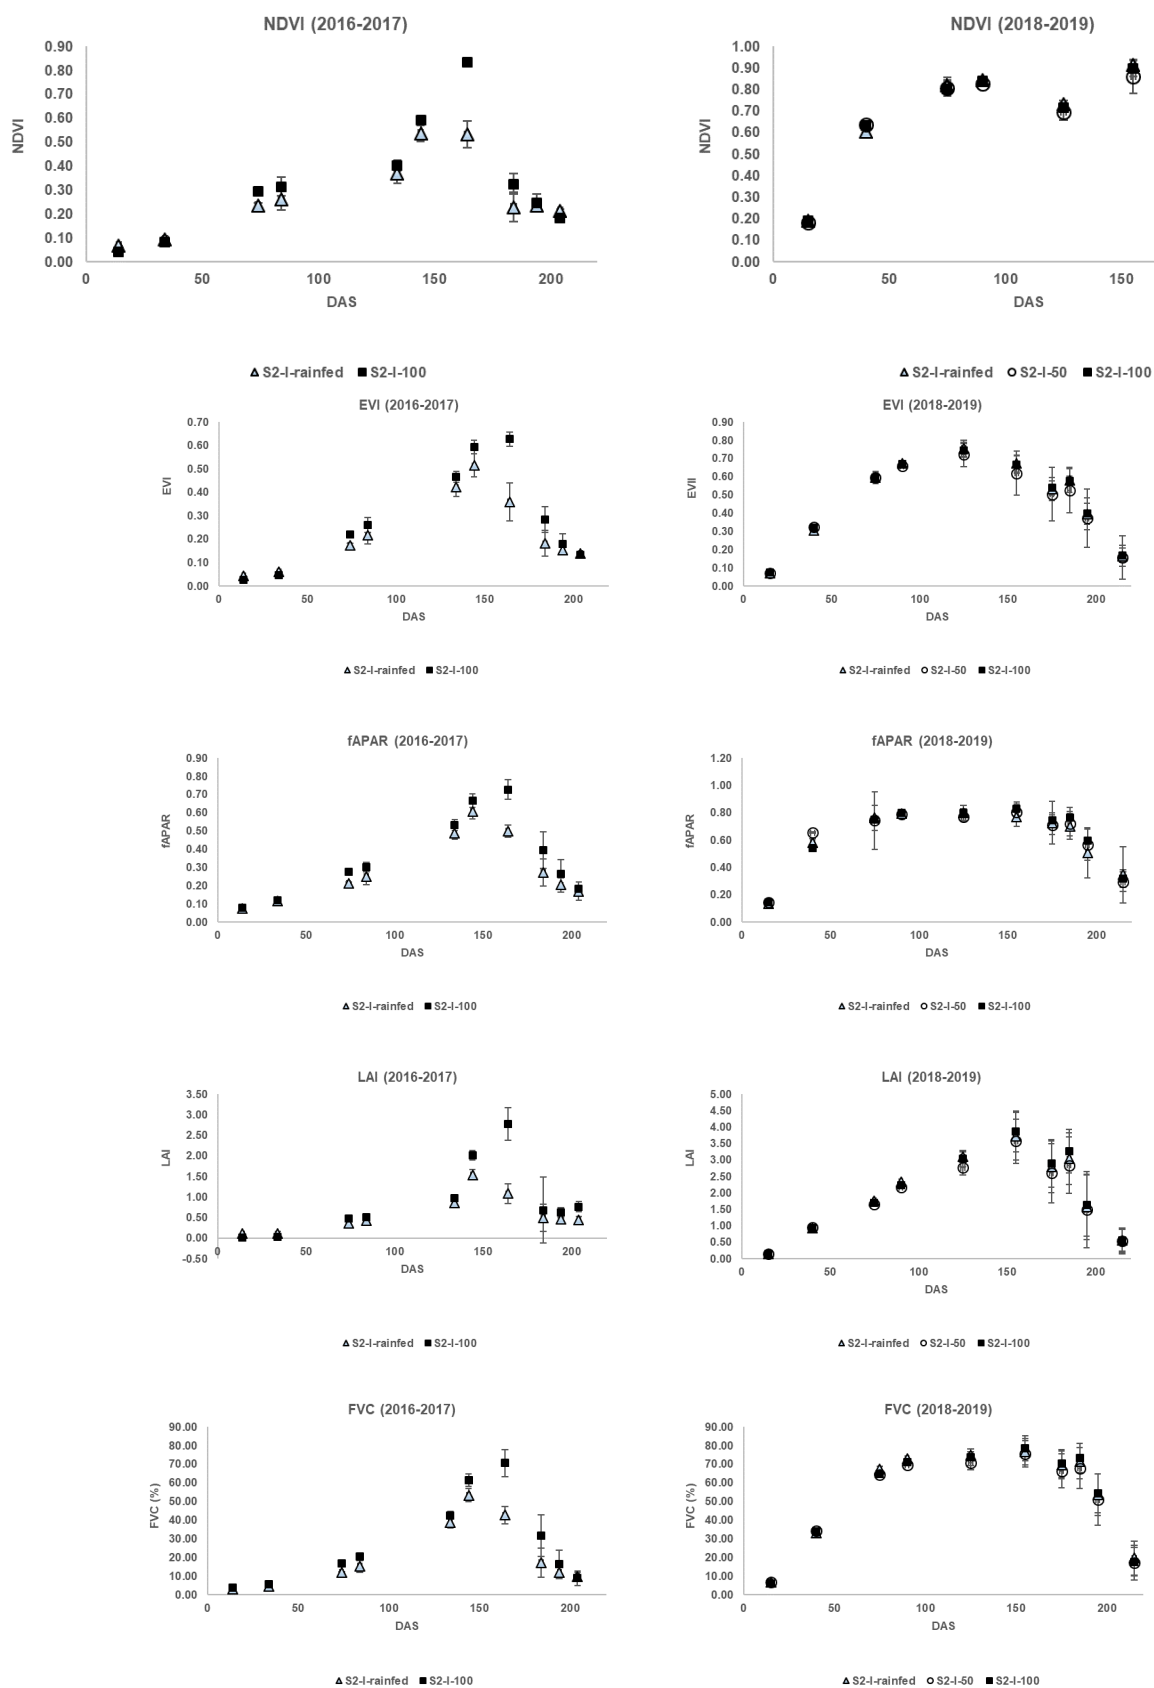 NDVI (2016-2017)
0.90
0.80
0.70
0.60
0.50
0.40
0.30
0.20
0.10
0.00
NDVI
0 50 100 150 200
DAS
S2-I-rainfed S2-I-100
NDVI (2018-2019)
1.00
0.90
0.80
0.70
0.60
0.50
0.40
0.30
0.20
0.10
0.00
NDVI
0 50 100 150
DAS
S2-I-rainfed S2-I-50 S2-I-100
EVI (2016-2017)
0.70
0.60
0.50
0.40
0.30
0.20
0.10
0.00
EVI
0 50 100 150 200
DAS
S2-I-rainfed S2-I-100
EVI (2018-2019)
0.90
0.80
0.70
0.60
0.50
0.40
0.30
0.20
0.10
0.00
EVII
0 50 100 150 200
DAS
S2-I-rainfed S2-I-50 S2-I-100
fAPAR (2016-2017)
0.90
0.80
0.70
0.60
0.50
0.40
0.30
0.20
0.10
0.00
fAPAR
0 50 100 150 200
DAS
S2-I-rainfed S2-I-100
fAPAR (2018-2019)
1.20
1.00
0.80
0.60
0.40
0.20
0.00
fAPAR
0 50 100 150 200
DAS
S2-I-rainfed S2-I-50 S2-I-100
LAI (2016-2017)
3.50
3.00
2.50
2.00
1.50
1.00
0.50
0.00
-0.50
LAI
0 50 100 150 200
DAS
S2-I-rainfed S2-I-100
LAI (2018-2019)
5.00
4.50
4.00
3.50
3.00
2.50
2.00
1.50
1.00
0.50
0.00
LAI
0 50 100 150 200
DAS
S2-I-rainfed S2-I-50 S2-I-100
FVC (2016-2017)
90.00
80.00
70.00
60.00
50.00
40.00
30.00
20.00
10.00
0.00
FVC (%)
0 50 100 150 200
DAS
S2-I-rainfed S2-I-100
FVC (2018-2019)
90.00
80.00
70.00
60.00
50.00
40.00
30.00
20.00
10.00
0.00
FVC (%)
0 50 100 150 200
DAS
S2-I-rainfed S2-I-50 S2-I-100